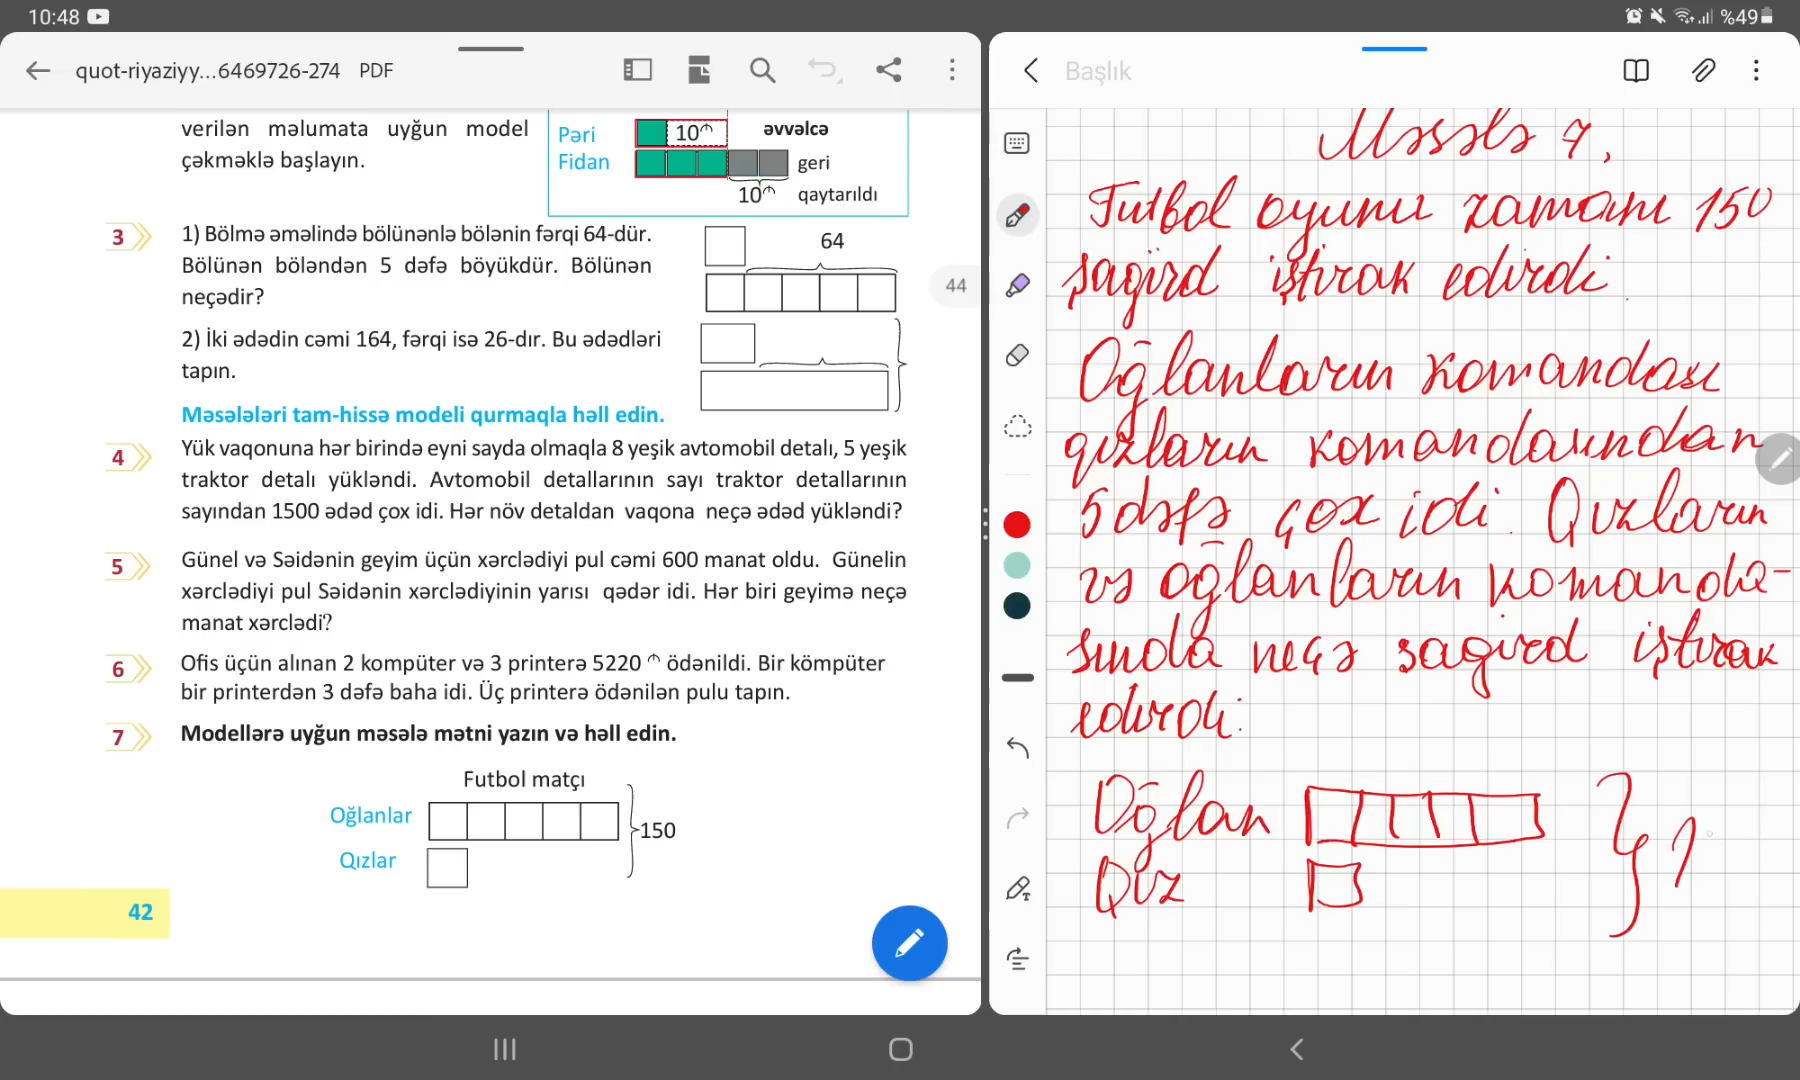 10:48
%49
quot-riyaziyy...6469726-274 PDF
verilən məlumata uyğun model
çəkməklə başlayın.
Pəri 10₼ əvvəlcə
Fidan geri
10₼ qaytarıldı
3
1) Bölmə əməlində bölünənlə bölənin fərqi 64-dür.
Bölünən böləndən 5 dəfə böyükdür. Bölünən
neçədir?
64
44
2) İki ədədin cəmi 164, fərqi isə 26-dır. Bu ədədləri
tapın.
Məsələləri tam-hissə modeli qurmaqla həll edin.
4
Yük vaqonuna hər birində eyni sayda olmaqla 8 yeşik avtomobil detalı, 5 yeşik
traktor detalı yükləndi. Avtomobil detallarının sayı traktor detallarının
sayından 1500 ədəd çox idi. Hər növ detaldan vaqona neçə ədəd yükləndi?
5
Günel və Səidənin geyim üçün xərclədiyi pul cəmi 600 manat oldu. Günelin
xərclədiyi pul Səidənin xərclədiyinin yarısı qədər idi. Hər biri geyimə neçə
manat xərclədi?
6
Ofis üçün alınan 2 kompüter və 3 printerə 5220 ₼ ödənildi. Bir kömpüter
bir printerdən 3 dəfə baha idi. Üç printerə ödənilən pulu tapın.
7
Modellərə uyğun məsələ mətni yazın və həll edin.
Futbol matçı
Oğlanlar
150
Qızlar
42
Başlık
Məsələ 7.
Futbol oyunu zamanı 150
şagird iştirak edirdi.
Oğlanların komandası
qızların komandasından
5 dəfə çox idi. Qızların
və oğlanların komanda-
sında neçə şagird iştirak
edirdi.
Oğlan
1
Qız